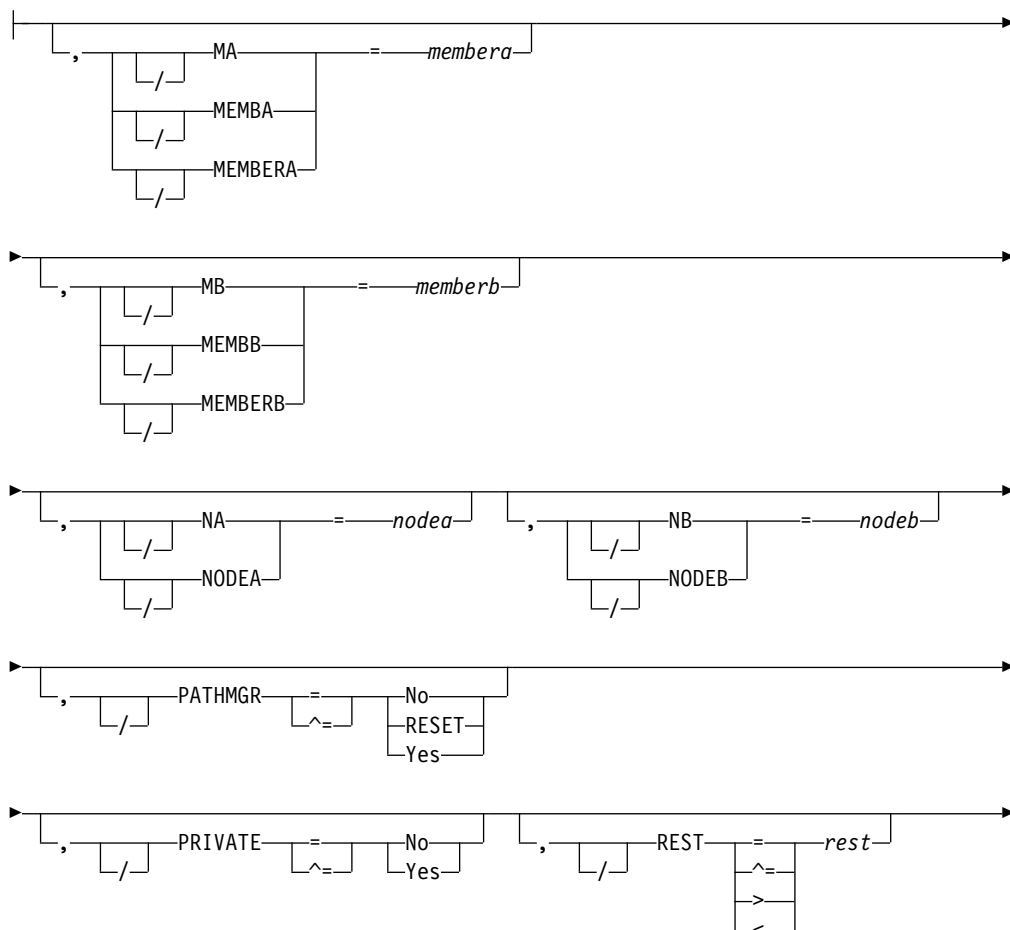 , / MA = membera
/ MEMBA
/ MEMBERA
, / MB = memberb
/ MEMBB
/ MEMBERB
, / NA = nodea , / NB = nodeb
/ NODEA / NODEB
, / PATHMGR = No
^= RESET
Yes
, / PRIVATE = No , / REST = rest
^= Yes ^=
>
<